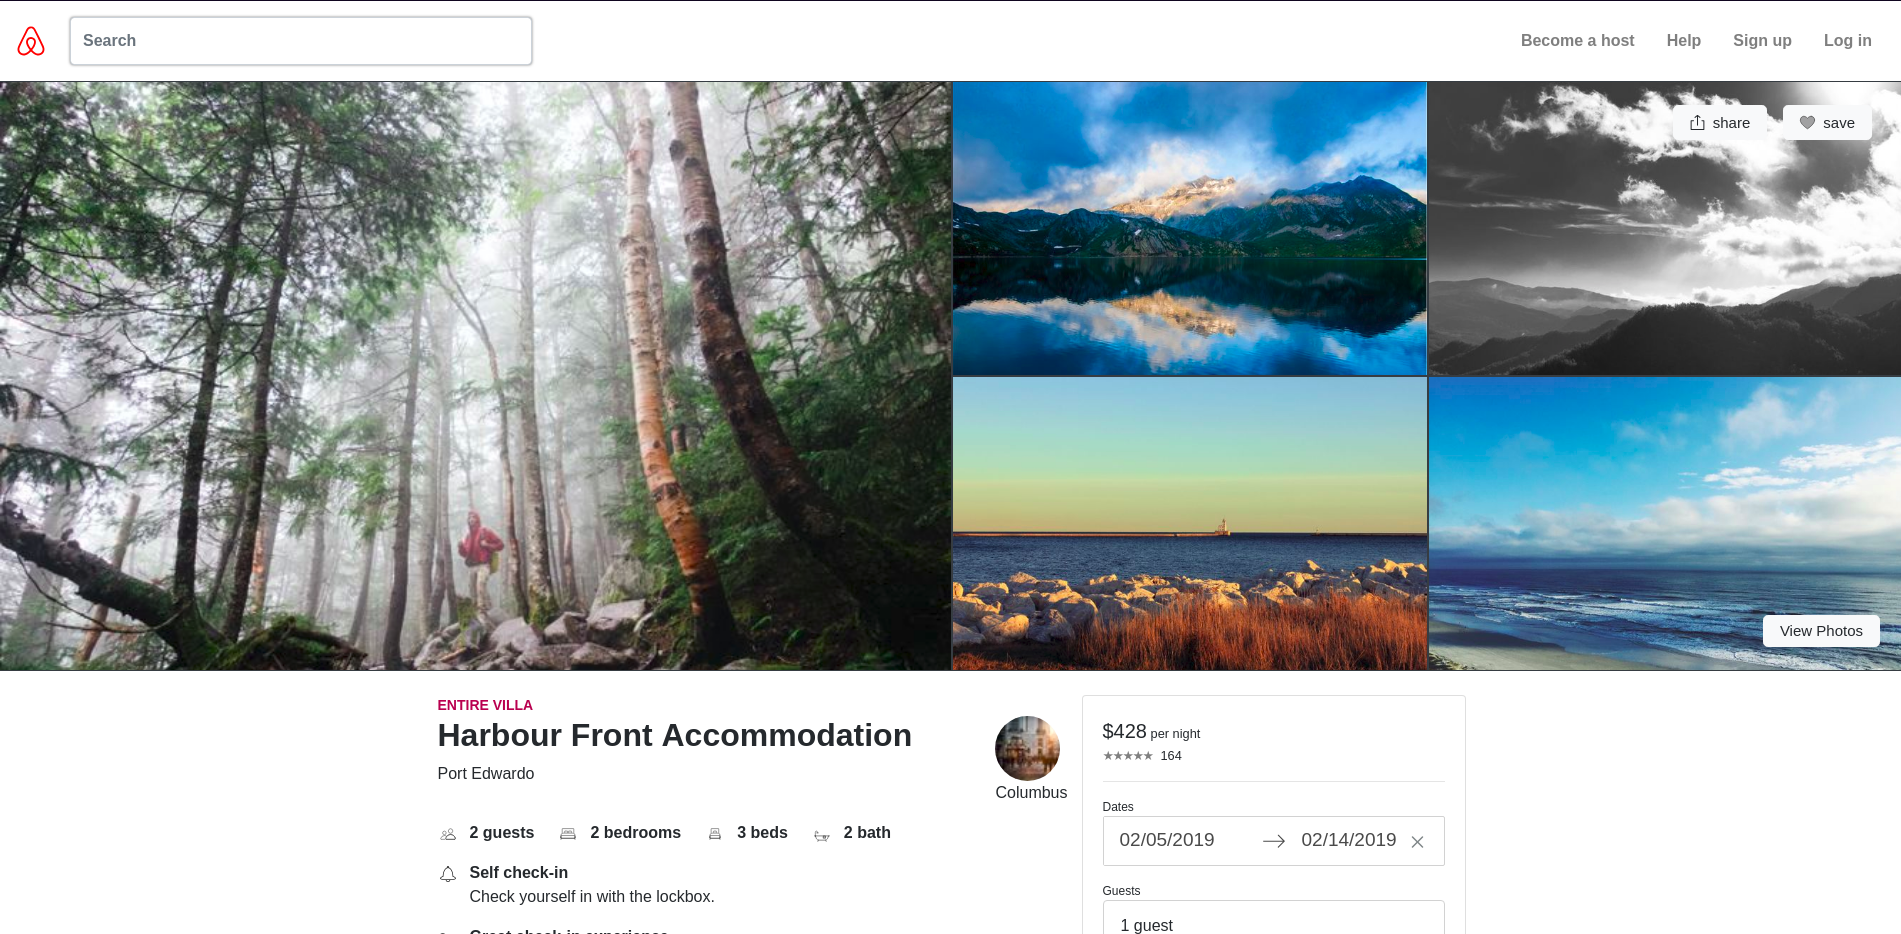 Search
Become a host Help Sign up Log in
share save
View Photos
ENTIRE VILLA
Harbour Front Accommodation
Port Edwardo
Columbus
2 guests 2 bedrooms 3 beds 2 bath
Self check-in
Check yourself in with the lockbox.
$428 per night
★★★★★ 164
Dates
02/05/2019 → 02/14/2019 ×
Guests
1 guest